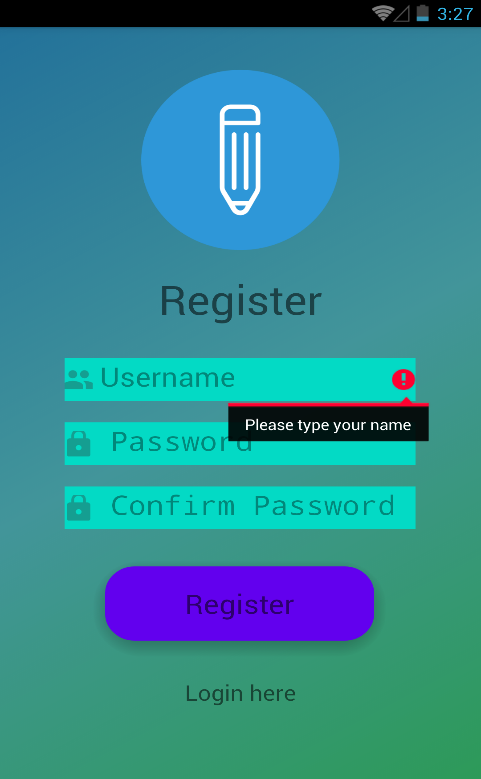 3:27
Register
Username
Please type your name
Password
Confirm Password
Register
Login here